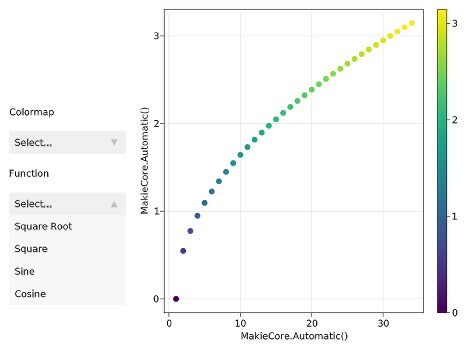 Colormap
Select...
Function
Select...
Square Root
Square
Sine
Cosine
MakieCore.Automatic()
3
2
1
0
0
10
20
30
MakieCore.Automatic()
3
2
1
0